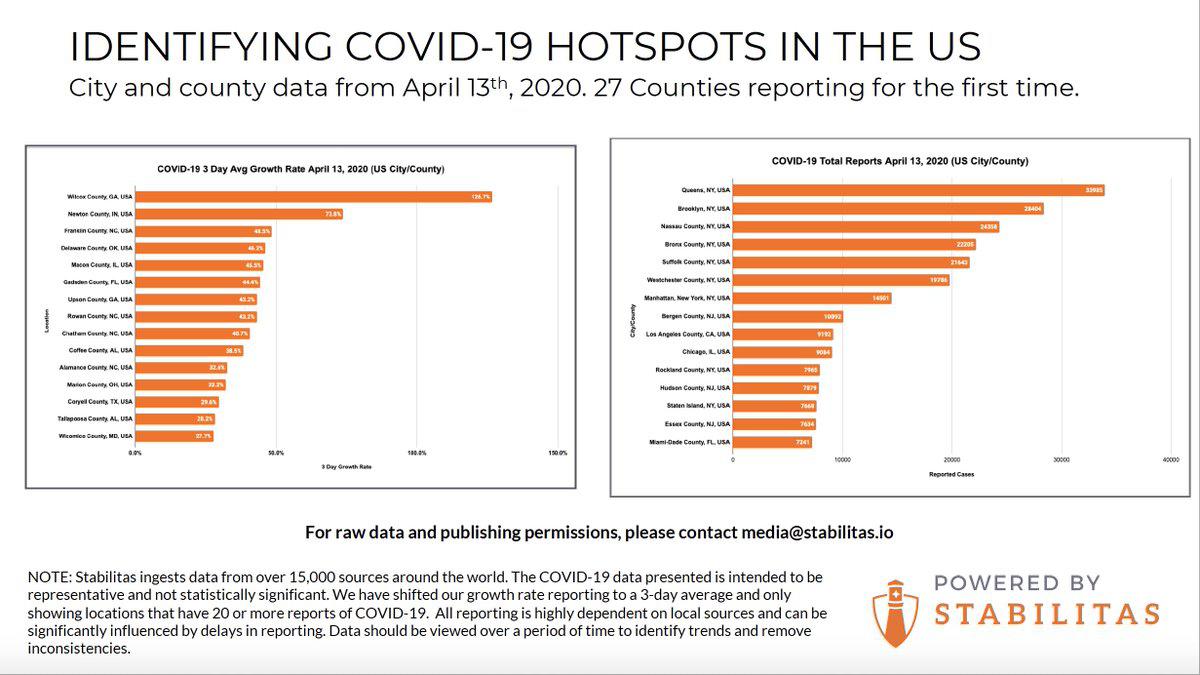 IDENTIFYING COVID-19 HOTSPOTS IN THE US
City and county data from April 13th, 2020. 27 Counties reporting for the first time.
COVID-19 3 Day Avg Growth Rate April 13, 2020 (US City/County)
Location
Wilcox County, GA, USA 126.7%
Newton County, IN, USA 73.8%
Franklin County, NC, USA 48.5%
Delaware County, OK, USA 46.2%
Macon County, IL, USA 45.5%
Gadsden County, FL, USA 44.4%
Upson County, GA, USA 43.2%
Rowan County, NC, USA 43.2%
Chatham County, NC, USA 40.7%
Coffee County, AL, USA 38.5%
Alamance County, NC, USA 32.6%
Marion County, OH, USA 32.2%
Coryell County, TX, USA 29.6%
Tallapoosa County, AL, USA 28.2%
Wicomico County, MD, USA 27.7%
0.0% 50.0% 100.0% 150.0%
3 Day Growth Rate
COVID-19 Total Reports April 13, 2020 (US City/County)
City/County
Queens, NY, USA 33985
Brooklyn, NY, USA 28404
Nassau County, NY, USA 24358
Bronx County, NY, USA 22205
Suffolk County, NY, USA 21643
Westchester County, NY, USA 19786
Manhattan, New York, NY, USA 14501
Bergen County, NJ, USA 10092
Los Angeles County, CA, USA 9192
Chicago, IL, USA 9084
Rockland County, NY, USA 7965
Hudson County, NJ, USA 7879
Staten Island, NY, USA 7668
Essex County, NJ, USA 7634
Miami-Dade County, FL, USA 7241
0 10000 20000 30000 40000
Reported Cases
For raw data and publishing permissions, please contact media@stabilitas.io
NOTE: Stabilitas ingests data from over 15,000 sources around the world. The COVID-19 data presented is intended to be
representative and not statistically significant. We have shifted our growth rate reporting to a 3-day average and only
showing locations that have 20 or more reports of COVID-19. All reporting is highly dependent on local sources and can be
significantly influenced by delays in reporting. Data should be viewed over a period of time to identify trends and remove
inconsistencies.
POWERED BY
STABILITAS